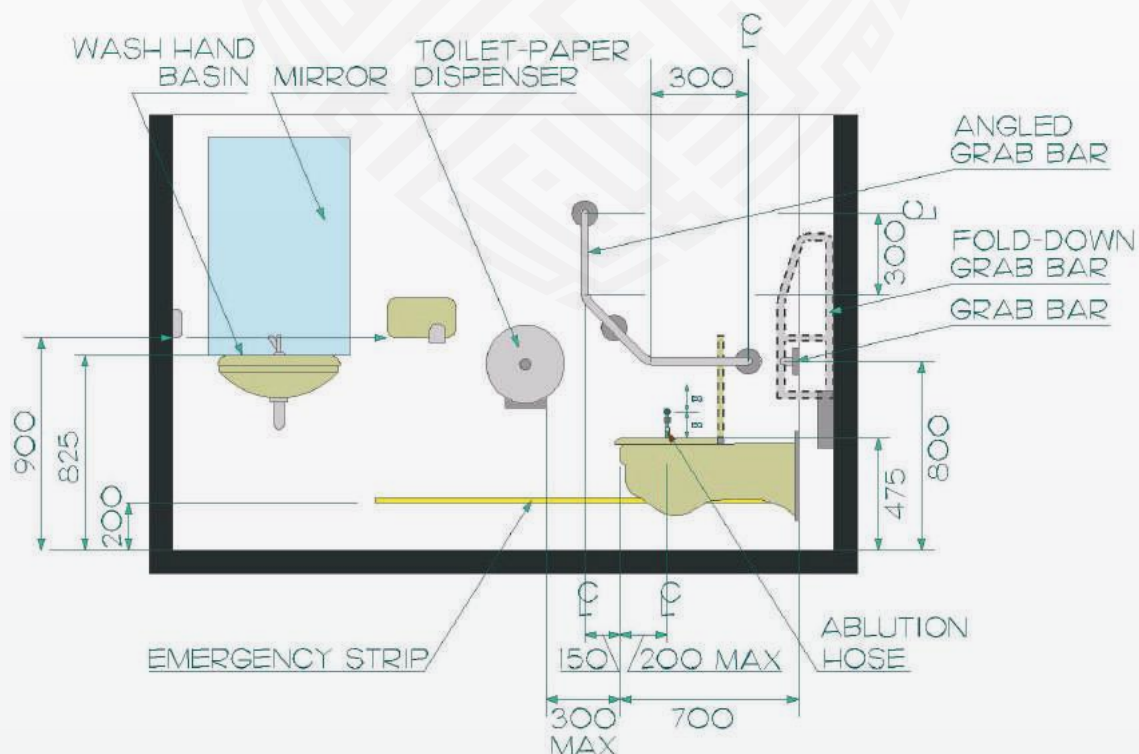 WASH HAND
BASIN
MIRROR
TOILET-PAPER
DISPENSER
300
ANGLED
GRAB BAR
300
FOLD-DOWN
GRAB BAR
GRAB BAR
900
825
200
475
800
EMERGENCY STRIP
150
200 MAX
ABLUTION
HOSE
300
MAX
700